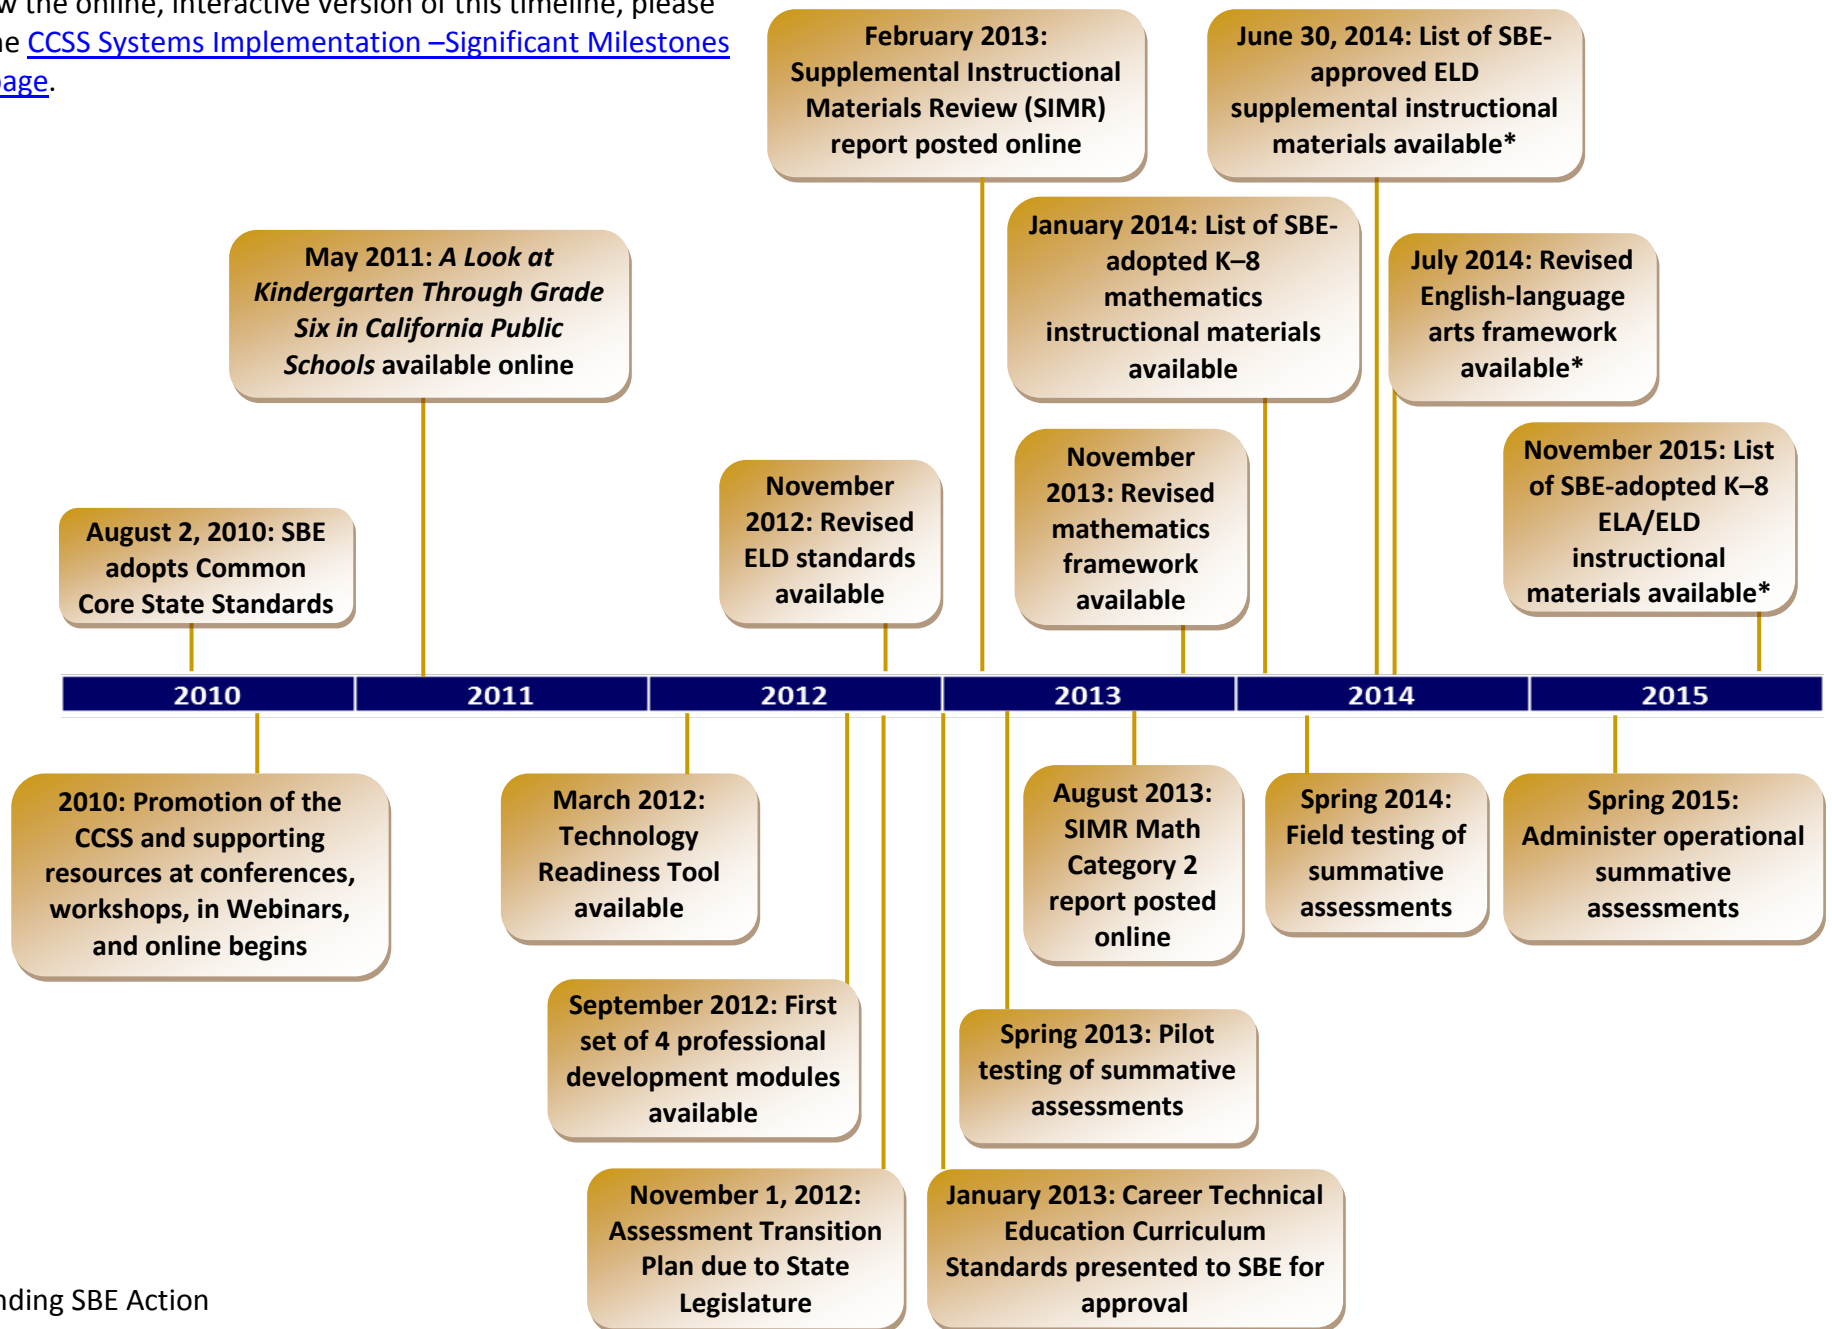 w the online, interactive version of this timeline, please
ne CCSS Systems Implementation –Significant Milestones
page.
February 2013:
Supplemental Instructional
Materials Review (SIMR)
report posted online
June 30, 2014: List of SBE-
approved ELD
supplemental instructional
materials available*
May 2011: A Look at
Kindergarten Through Grade
Six in California Public
Schools available online
January 2014: List of SBE-
adopted K–8
mathematics
instructional materials
available
July 2014: Revised
English-language
arts framework
available*
August 2, 2010: SBE
adopts Common
Core State Standards
November
2012: Revised
ELD standards
available
November
2013: Revised
mathematics
framework
available
November 2015: List
of SBE-adopted K–8
ELA/ELD
instructional
materials available*
2010 2011 2012 2013 2014 2015
2010: Promotion of the
CCSS and supporting
resources at conferences,
workshops, in Webinars,
and online begins
March 2012:
Technology
Readiness Tool
available
August 2013:
SIMR Math
Category 2
report posted
online
Spring 2014:
Field testing of
summative
assessments
Spring 2015:
Administer operational
summative
assessments
September 2012: First
set of 4 professional
development modules
available
Spring 2013: Pilot
testing of summative
assessments
November 1, 2012:
Assessment Transition
Plan due to State
Legislature
January 2013: Career Technical
Education Curriculum
Standards presented to SBE for
approval
nding SBE Action